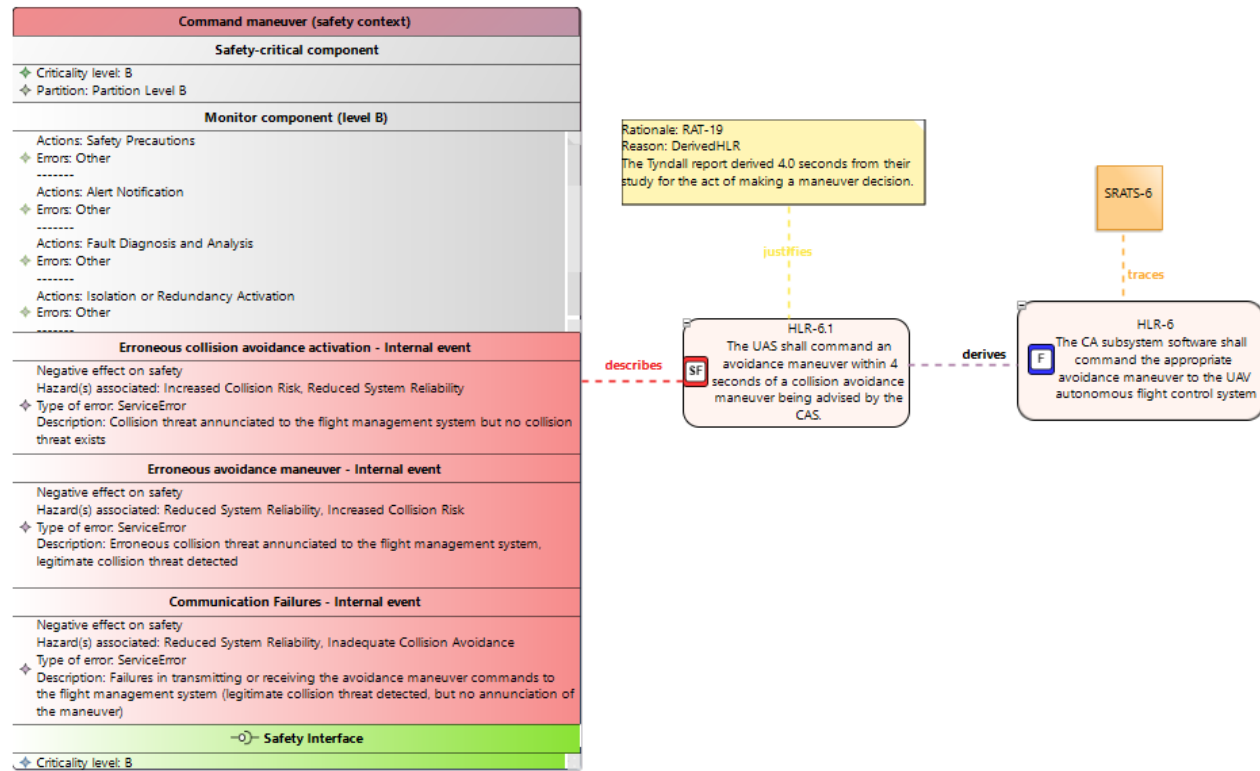 Command maneuver (safety context)
Safety-critical component
Criticality level: B
Partition: Partition Level B
Monitor component (level B)
Actions: Safety Precautions
Errors: Other
-------
Actions: Alert Notification
Errors: Other
-------
Actions: Fault Diagnosis and Analysis
Errors: Other
-------
Actions: Isolation or Redundancy Activation
Errors: Other
-------
Erroneous collision avoidance activation - Internal event
Negative effect on safety
Hazard(s) associated: Increased Collision Risk, Reduced System Reliability
Type of error: ServiceError
Description: Collision threat annunciated to the flight management system but no collision
threat exists
Erroneous avoidance maneuver - Internal event
Negative effect on safety
Hazard(s) associated: Reduced System Reliability, Increased Collision Risk
Type of error: ServiceError
Description: Erroneous collision threat annunciated to the flight management system,
legitimate collision threat detected
Communication Failures - Internal event
Negative effect on safety
Hazard(s) associated: Reduced System Reliability, Inadequate Collision Avoidance
Type of error: ServiceError
Description: Failures in transmitting or receiving the avoidance maneuver commands to
the flight management system (legitimate collision threat detected, but no annunciation of
the maneuver)
Safety Interface
Criticality level: B
describes
Rationale: RAT-19
Reason: DerivedHLR
The Tyndall report derived 4.0 seconds from their
study for the act of making a maneuver decision.
justifies
SF
HLR-6.1
The UAS shall command an
avoidance maneuver within 4
seconds of a collision avoidance
maneuver being advised by the
CAS.
derives
SRATS-6
traces
F
HLR-6
The CA subsystem software shall
command the appropriate
avoidance maneuver to the UAV
autonomous flight control system